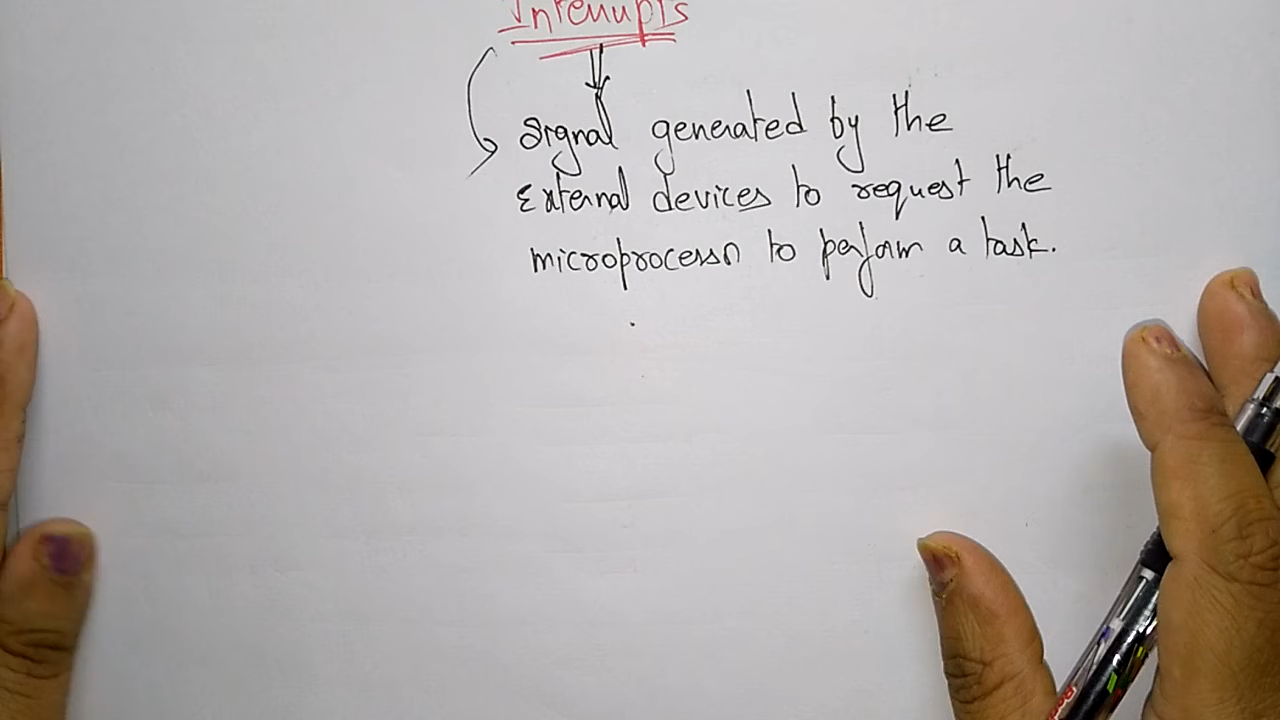 Interrupts
signal generated by the
External devices to request the
microprocessor to perform a task.